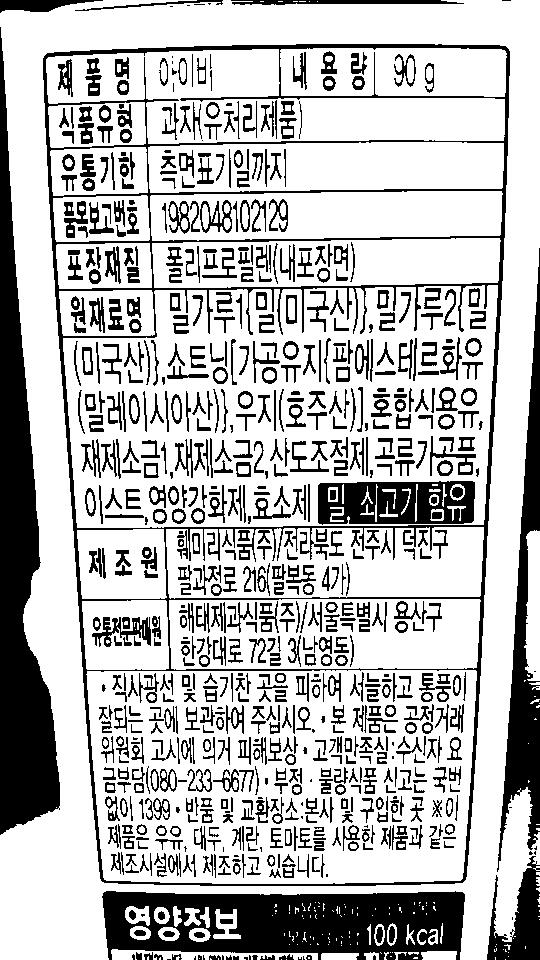 제 품 명 아이비 내 용 량 90 g
식품유형 과자(유처리제품)
유통기한 측면표기일까지
품목보고번호 1982048102129
포장재질 폴리프로필렌(내포장면)
원재료명 밀가루1{밀(미국산)},밀가루2{밀
(미국산)},쇼트닝[가공유지{팜에스테르화유
(말레이시아산)},우지(호주산)],혼합식용유,
재제소금1,재제소금2,산도조절제,곡류가공품,
이스트,영양강화제,효소제 밀, 쇠고기 함유
제 조 원 훼미리식품(주)/전라북도 전주시 덕진구
팔과정로 216(팔복동 4가)
유통전문판매원 해태제과식품(주)/서울특별시 용산구
한강대로 72길 3(남영동)
• 직사광선 및 습기찬 곳을 피하여 서늘하고 통풍이
잘되는 곳에 보관하여 주십시오. • 본 제품은 공정거래
위원회 고시에 의거 피해보상 • 고객만족실:수신자 요
금부담(080-233-6677) • 부정 · 불량식품 신고는 국번
없이 1399 • 반품 및 교환장소:본사 및 구입한 곳 ※이
제품은 우유, 대두, 계란, 토마토를 사용한 제품과 같은
제조시설에서 제조하고 있습니다.
영양정보
100 kcal